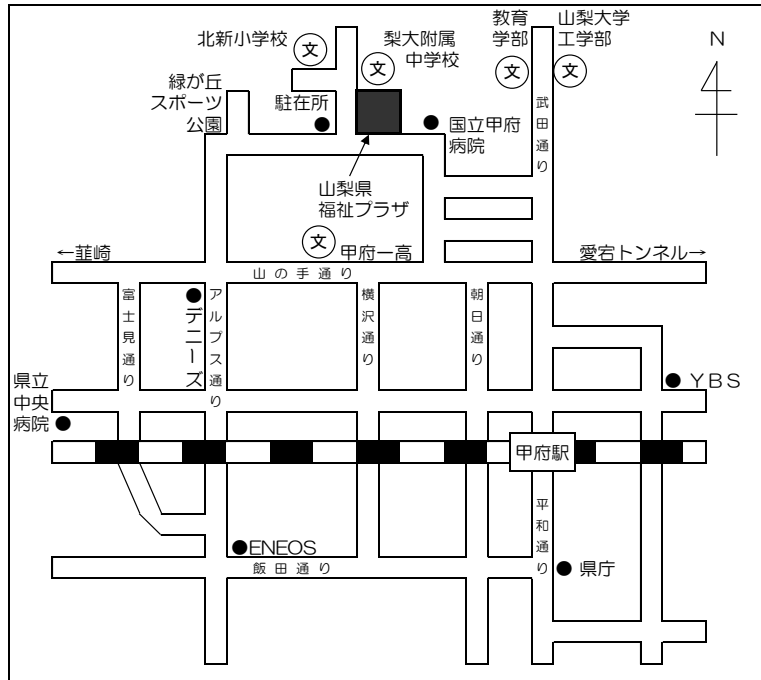 北新小学校
文
梨大附属
中学校
文
教育
学部
文
山梨大学
工学部
文
N
緑が丘
スポーツ
公園
駐在所
国立甲府
病院
武田通り
山梨県
福祉プラザ
文
甲府一高
←韮崎
愛宕トンネル→
山の手通り
富士見通り
デニーズ
アルプス通り
横沢通り
朝日通り
県立
中央
病院
YBS
甲府駅
平和通り
ENEOS
飯田通り
県庁